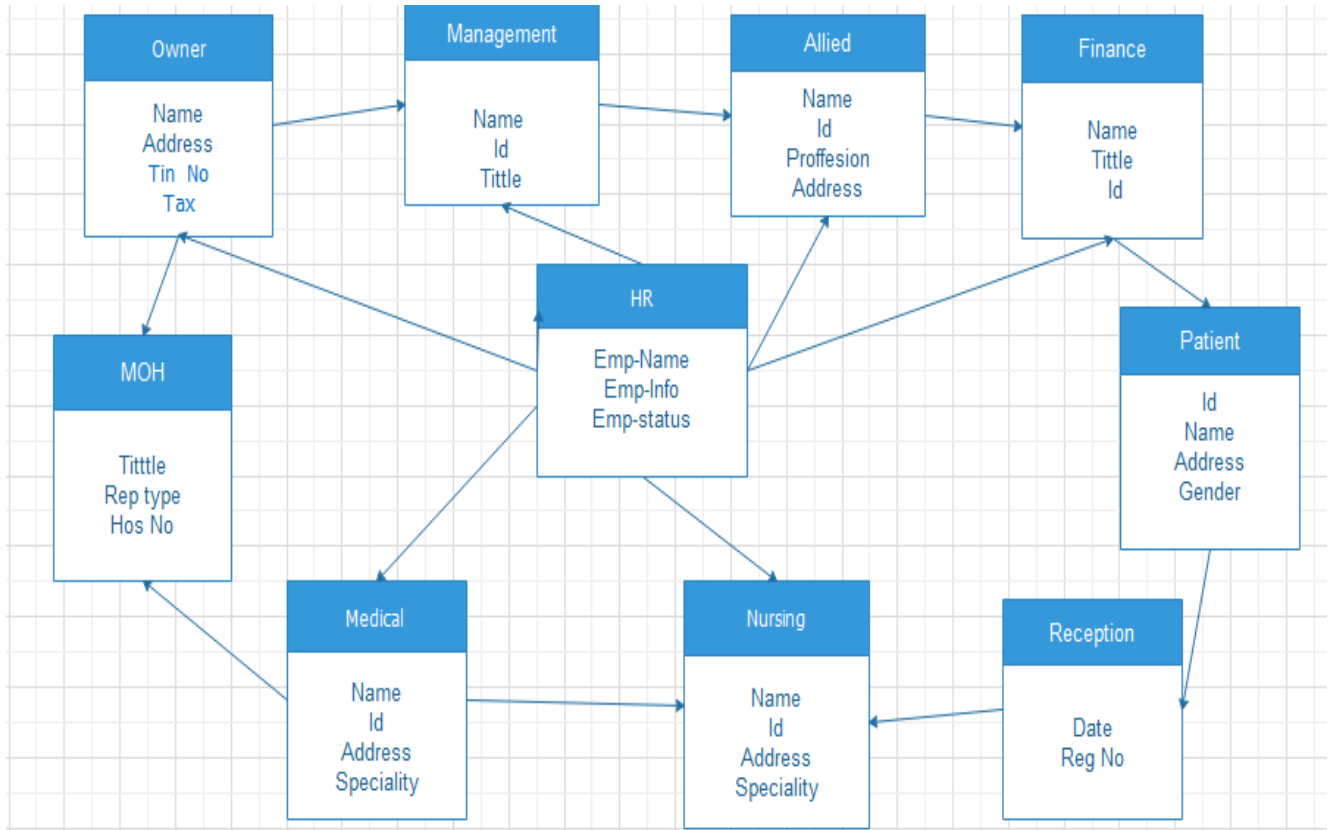 Owner
Name
Address
Tin No
Tax
Management
Name
Id
Tittle
Allied
Name
Id
Proffesion
Address
Finance
Name
Tittle
Id
HR
Emp-Name
Emp-Info
Emp-status
MOH
Titttle
Rep type
Hos No
Patient
Id
Name
Address
Gender
Medical
Name
Id
Address
Speciality
Nursing
Name
Id
Address
Speciality
Reception
Date
Reg No